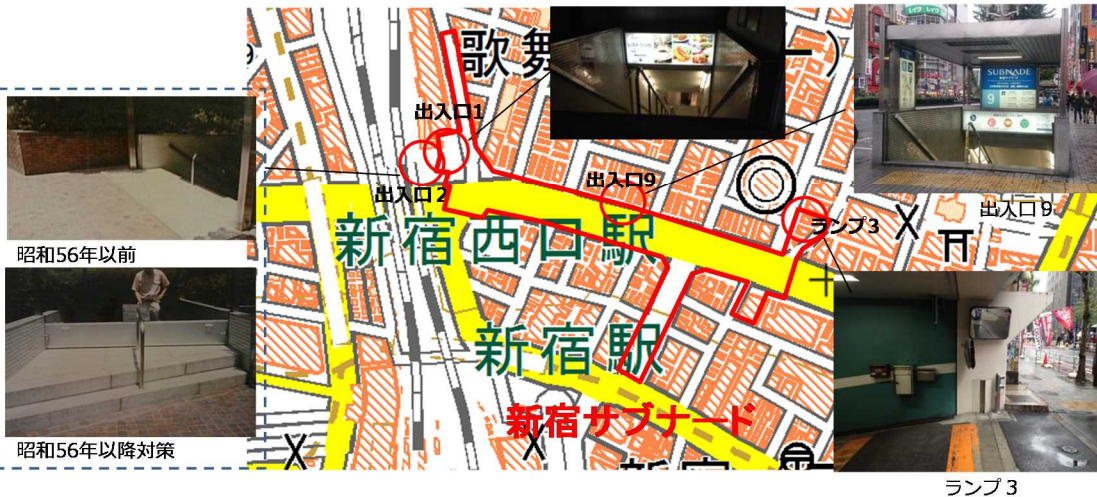 歌舞
ー)
出入口1
出入口2
出入口9
ランプ3
新宿西口駅
新宿駅
新宿サブナード
昭和56年以前
昭和56年以降対策
SUBNADE
9
出入口9
ランプ3